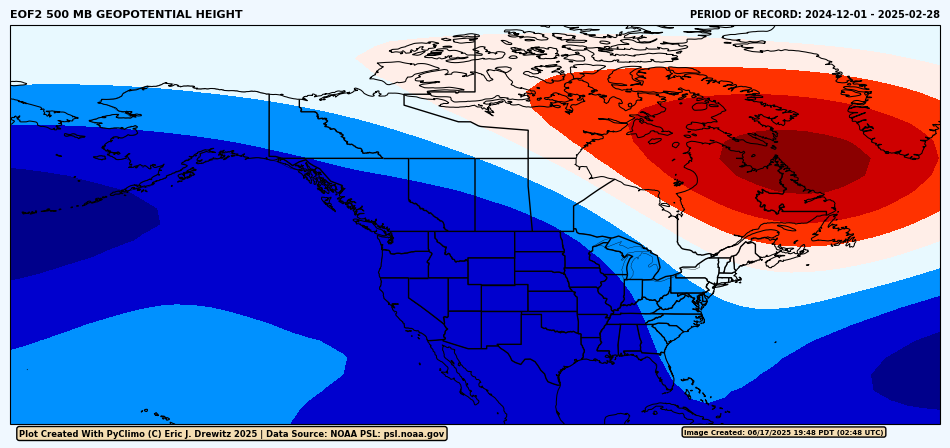 EOF2 500 MB GEOPOTENTIAL HEIGHT
PERIOD OF RECORD: 2024-12-01 - 2025-02-28
Plot Created With PyClimo (C) Eric J. Drewitz 2025 | Data Source: NOAA PSL: psl.noaa.gov
Image Created: 06/17/2025 19:48 PDT (02:48 UTC)